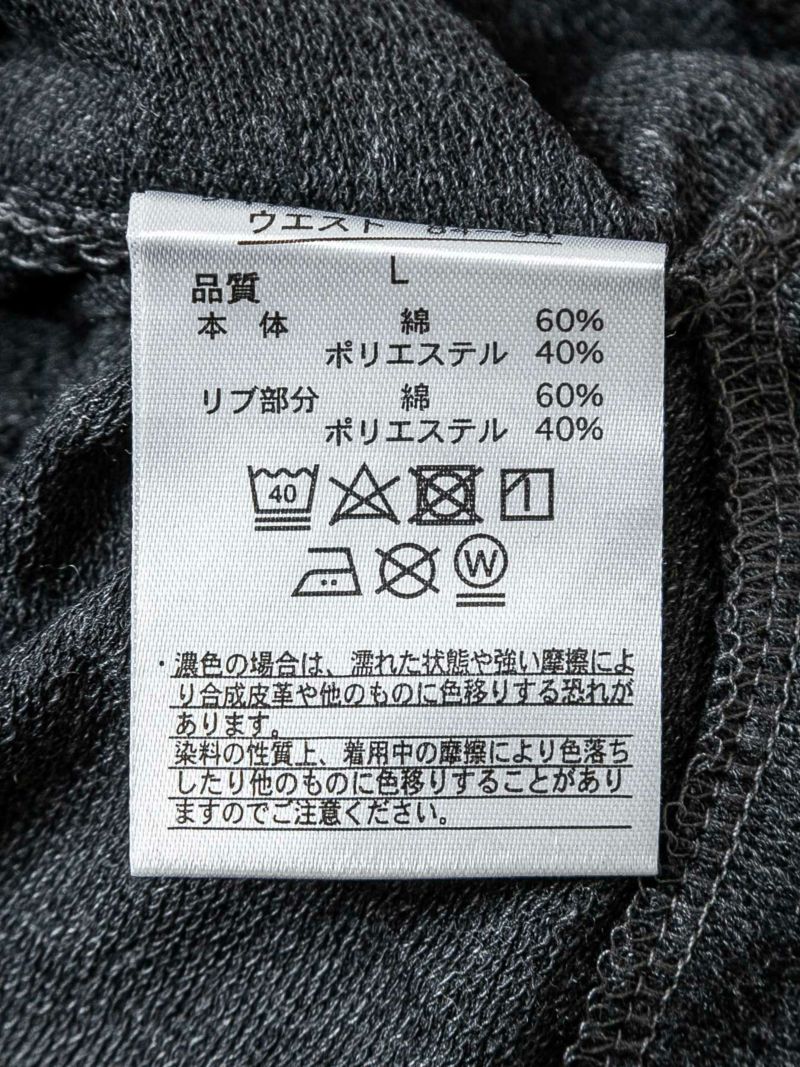 ウエスト 84-94
L
品質
本 体 綿 60%
ポリエステル 40%
リブ部分 綿 60%
ポリエステル 40%
40
1
W
・濃色の場合は、濡れた状態や強い摩擦によ
り合成皮革や他のものに色移りする恐れが
あります。
染料の性質上、着用中の摩擦により色落ち
したり他のものに色移りすることがあり
ますのでご注意ください。